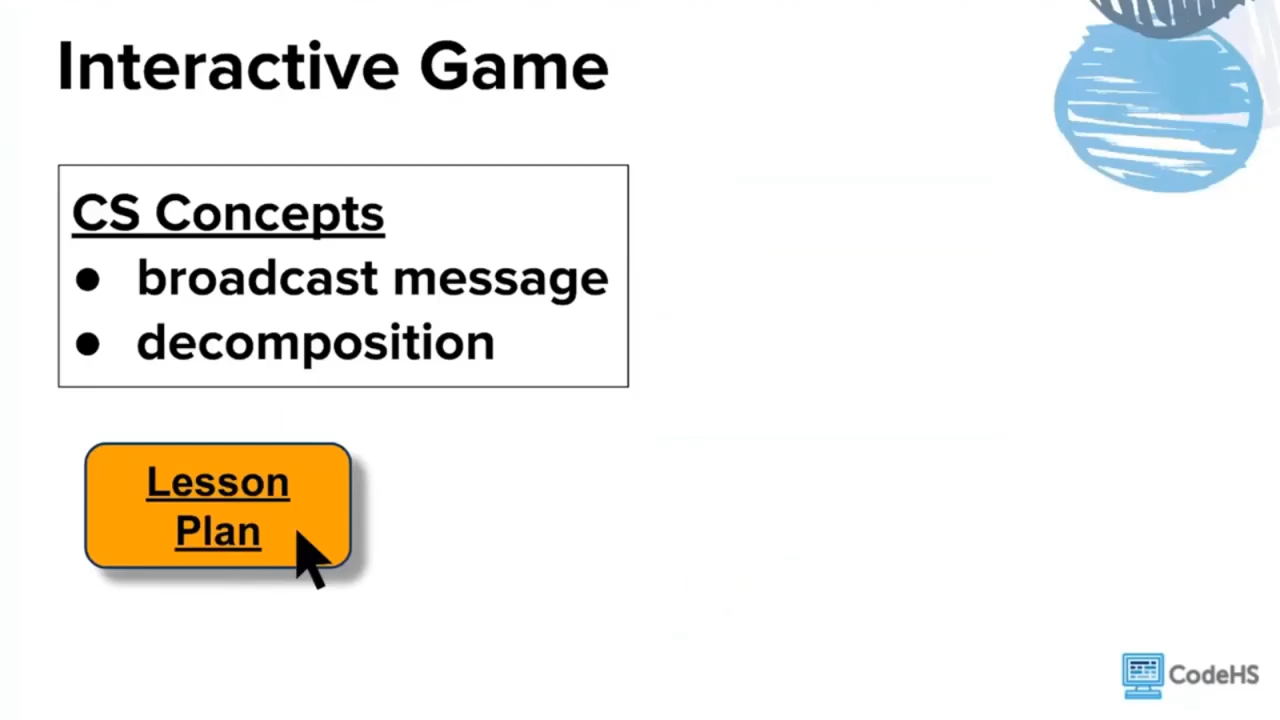 Interactive Game
CS Concepts
● broadcast message
● decomposition
Lesson
Plan
CodeHS